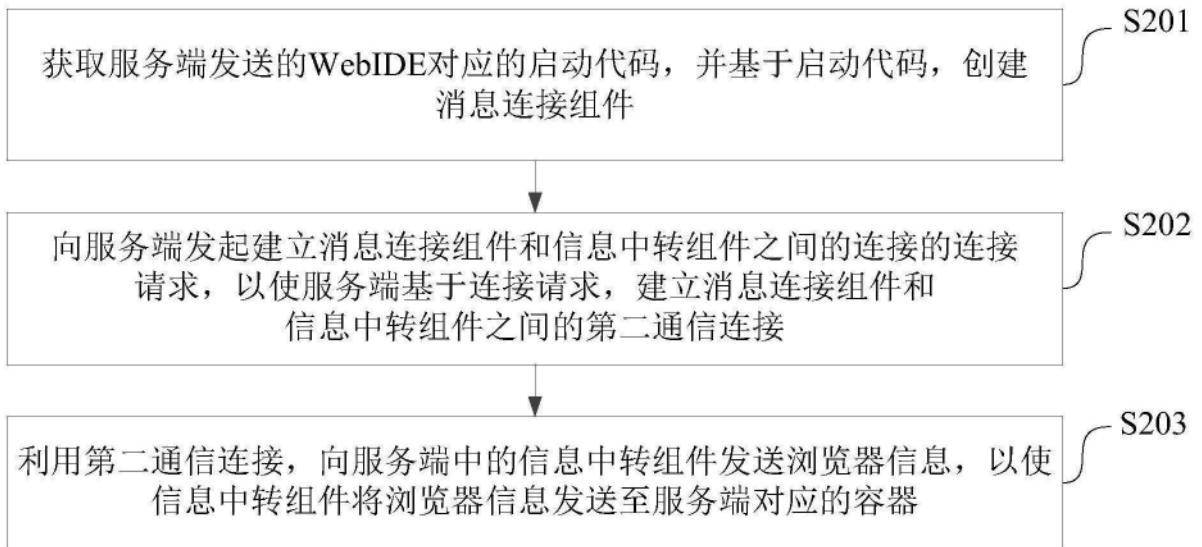 S201
获取服务端发送的WebIDE对应的启动代码，并基于启动代码，创建
消息连接组件
S202
向服务端发起建立消息连接组件和信息中转组件之间的连接的连接
请求，以使服务端基于连接请求，建立消息连接组件和
信息中转组件之间的第二通信连接
S203
利用第二通信连接，向服务端中的信息中转组件发送浏览器信息，以使
信息中转组件将浏览器信息发送至服务端对应的容器